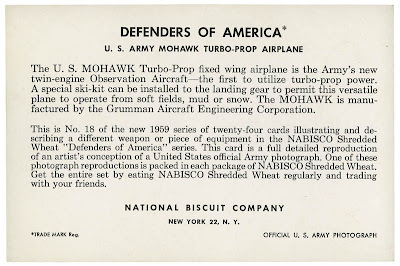 DEFENDERS OF AMERICA*
U. S. ARMY MOHAWK TURBO-PROP AIRPLANE
The U. S. MOHAWK Turbo-Prop fixed wing airplane is the Army's new
twin-engine Observation Aircraft—the first to utilize turbo-prop power.
A special ski-kit can be installed to the landing gear to permit this versatile
plane to operate from soft fields, mud or snow. The MOHAWK is manu-
factured by the Grumman Aircraft Engineering Corporation.
This is No. 18 of the new 1959 series of twenty-four cards illustrating and de-
scribing a different weapon or piece of equipment in the NABISCO Shredded
Wheat "Defenders of America" series. This card is a full detailed reproduction
of an artist's conception of a United States official Army photograph. One of these
photograph reproductions is packed in each package of NABISCO Shredded Wheat.
Get the entire set by eating NABISCO Shredded Wheat regularly and trading
with your friends.
NATIONAL BISCUIT COMPANY
NEW YORK 22, N. Y.
*TRADE MARK Reg. OFFICIAL U. S. ARMY PHOTOGRAPH